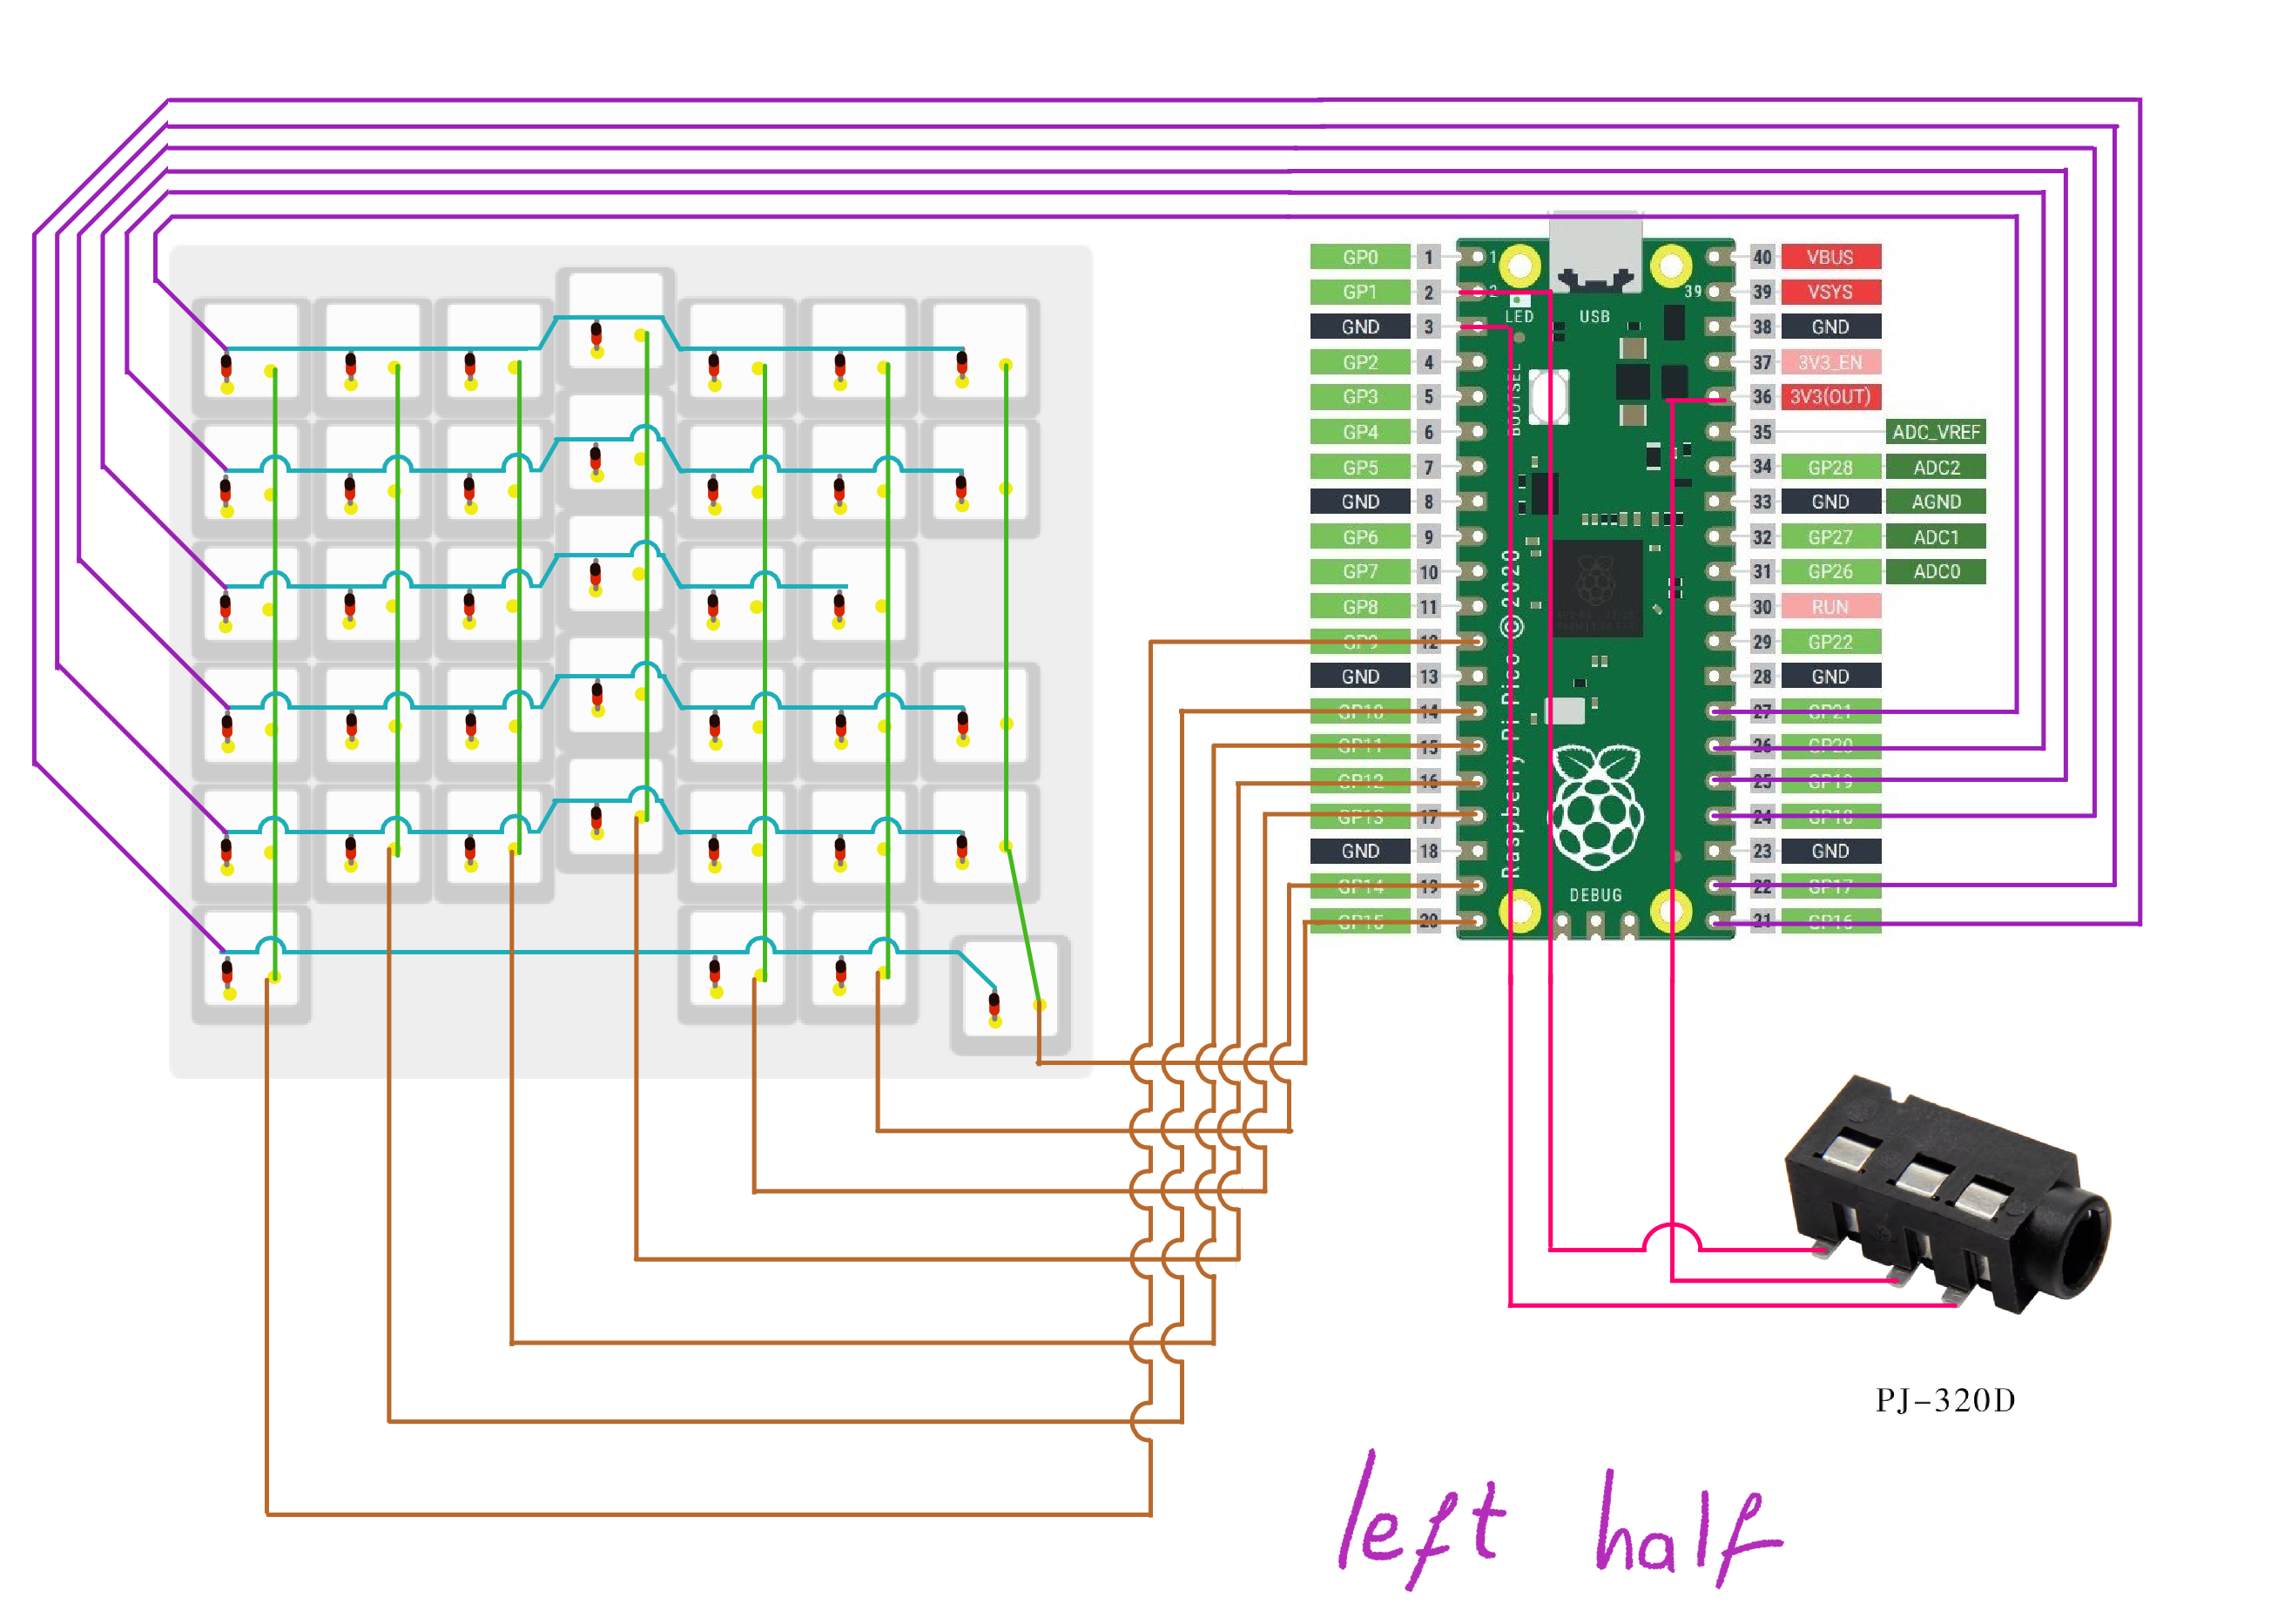 GP0 1 1 40 VBUS
GP1 2 2 39 39 VSYS
GND 3 LED USB 38 GND
GP2 4 37 3V3_EN
GP3 5 BOOTSEL 36 3V3(OUT)
GP4 6 35 ADC_VREF
GP5 7 34 GP28 ADC2
GND 8 33 GND AGND
GP6 9 32 GP27 ADC1
GP7 10 31 GP26 ADC0
GP8 11 30 RUN
GP9 12 29 GP22
GND 13 28 GND
GP10 14 27 GP21
GP11 15 26 GP20
GP12 16 25 GP19
GP13 17 24 GP18
GND 18 23 GND
GP14 19 DEBUG 22 GP17
GP15 20 21 GP16
Raspberry Pi Pico ©2020
PJ-320D
left half